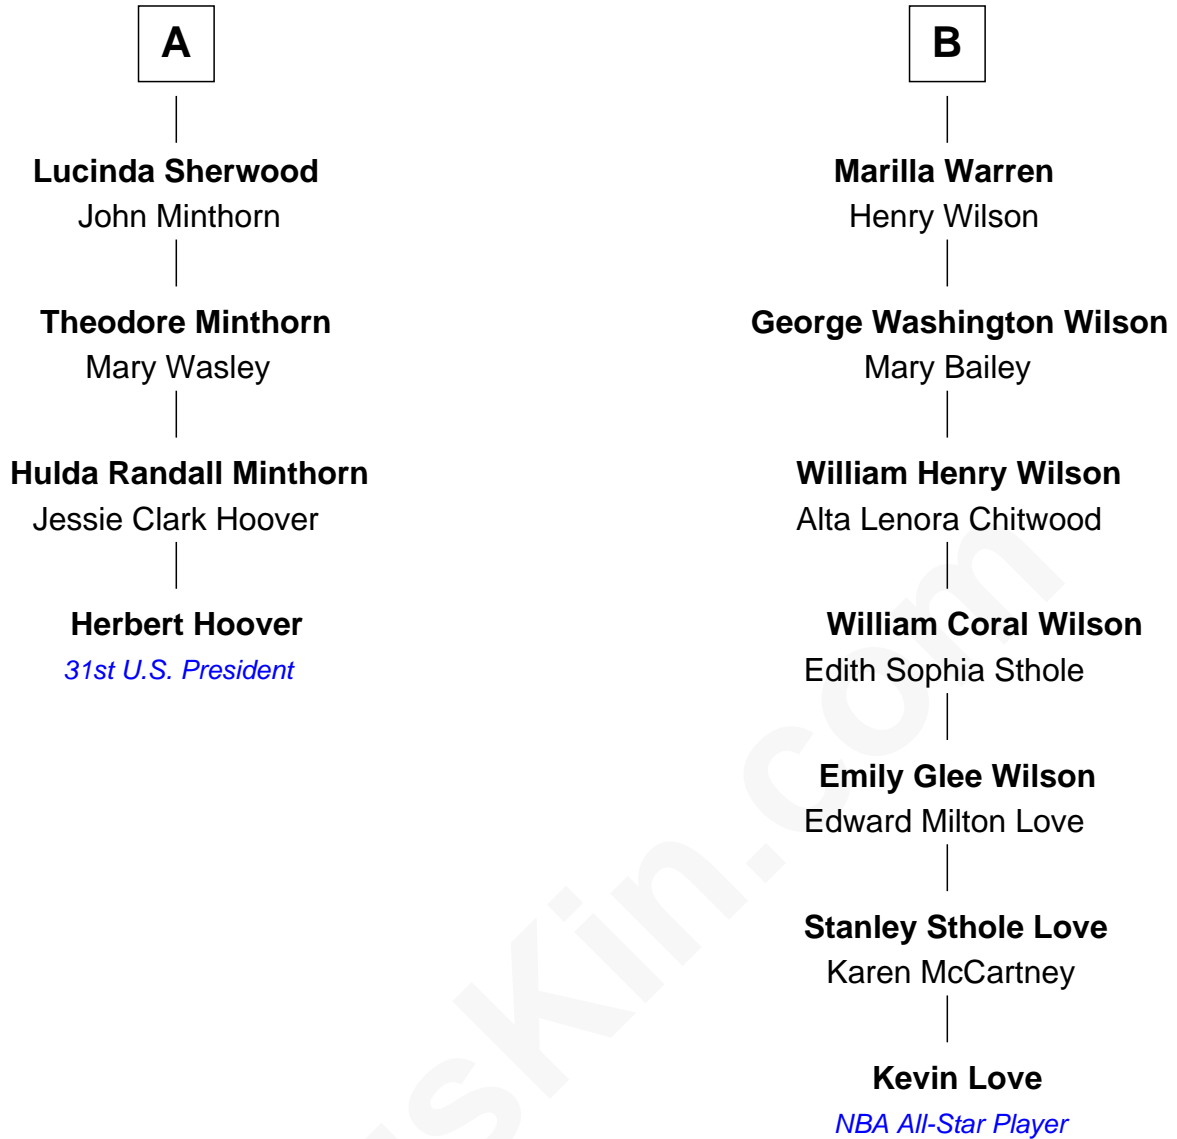 A
Lucinda Sherwood
John Minthorn
Theodore Minthorn
Mary Wasley
Hulda Randall Minthorn
Jessie Clark Hoover
Herbert Hoover
31st U.S. President
B
Marilla Warren
Henry Wilson
George Washington Wilson
Mary Bailey
William Henry Wilson
Alta Lenora Chitwood
William Coral Wilson
Edith Sophia Sthole
Emily Glee Wilson
Edward Milton Love
Stanley Sthole Love
Karen McCartney
Kevin Love
NBA All-Star Player
sKin.com